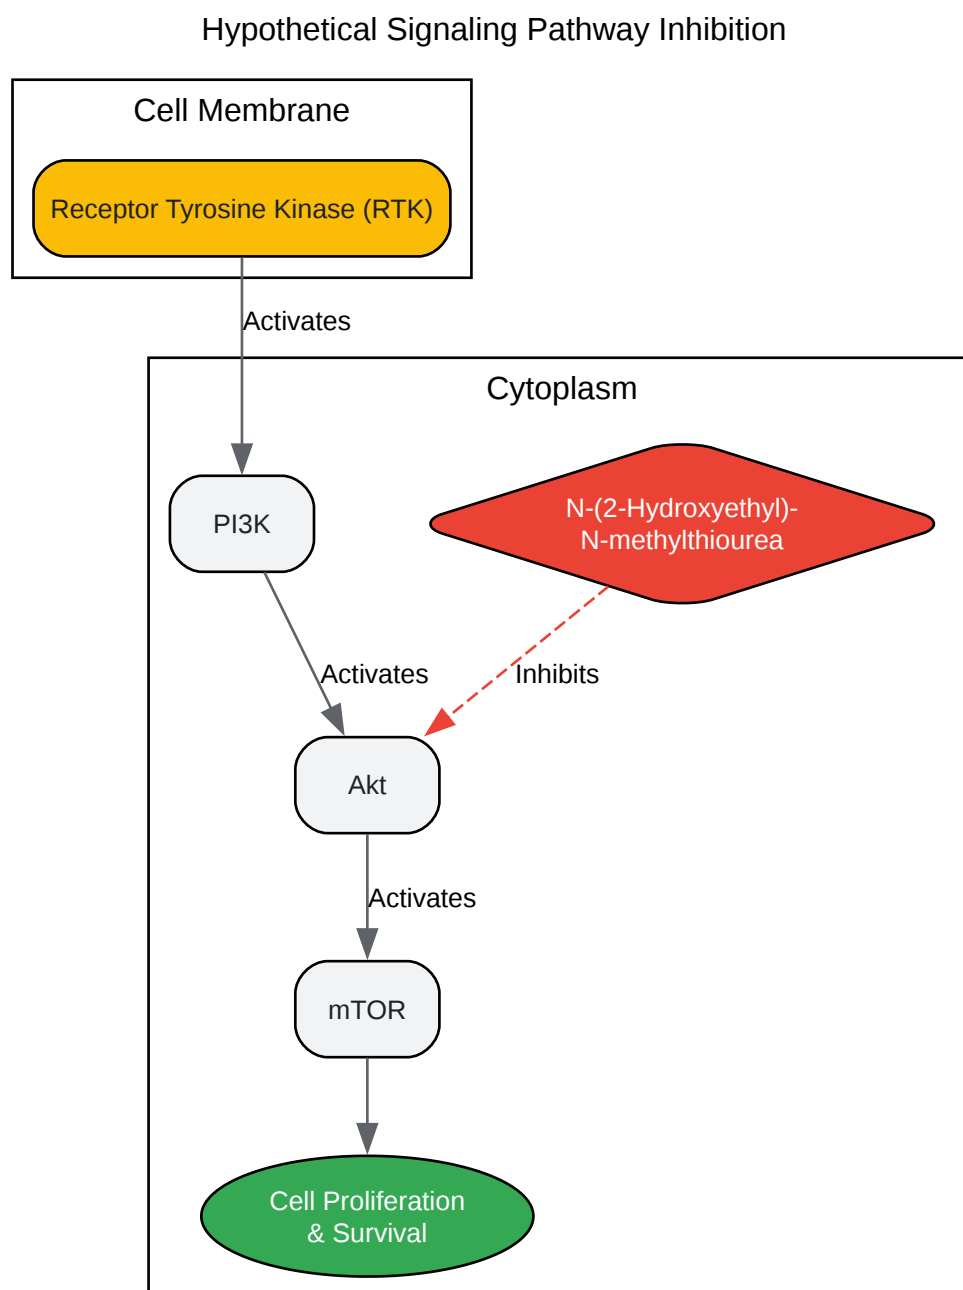 Hypothetical Signaling Pathway Inhibition
Cell Membrane
Receptor Tyrosine Kinase (RTK)
Activates
Cytoplasm
PI3K
N-(2-Hydroxyethyl)-
N-methylthiourea
Activates
Inhibits
Akt
Activates
mTOR
Cell Proliferation
& Survival